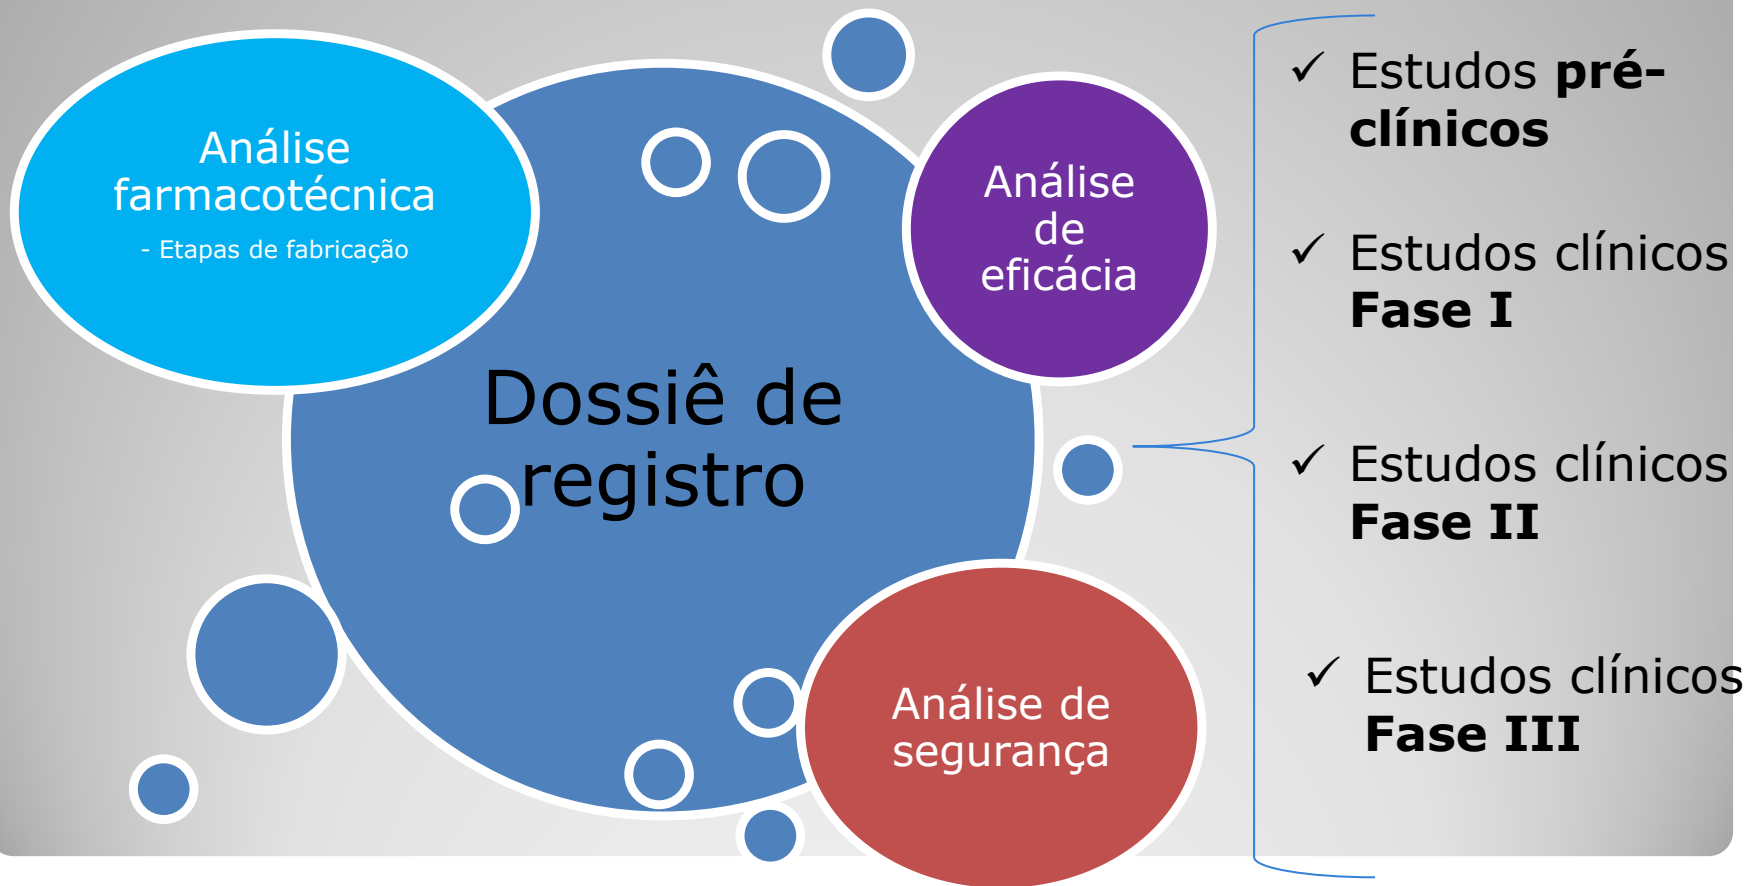 Análise
farmacotécnica
- Etapas de fabricação
Dossiê de
registro
Análise
de
eficácia
Análise de
segurança
✓ Estudos pré-
clínicos
✓ Estudos clínicos
Fase I
✓ Estudos clínicos
Fase II
✓ Estudos clínicos
Fase III